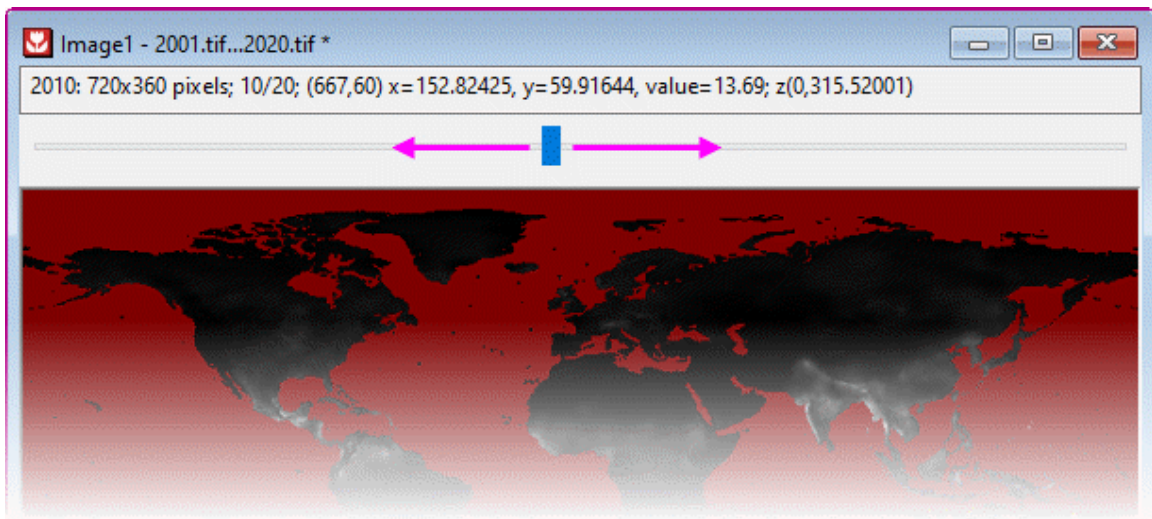 Image1 - 2001.tif...2020.tif *
2010: 720x360 pixels; 10/20; (667,60) x=152.82425, y=59.91644, value=13.69; z(0,315.52001)